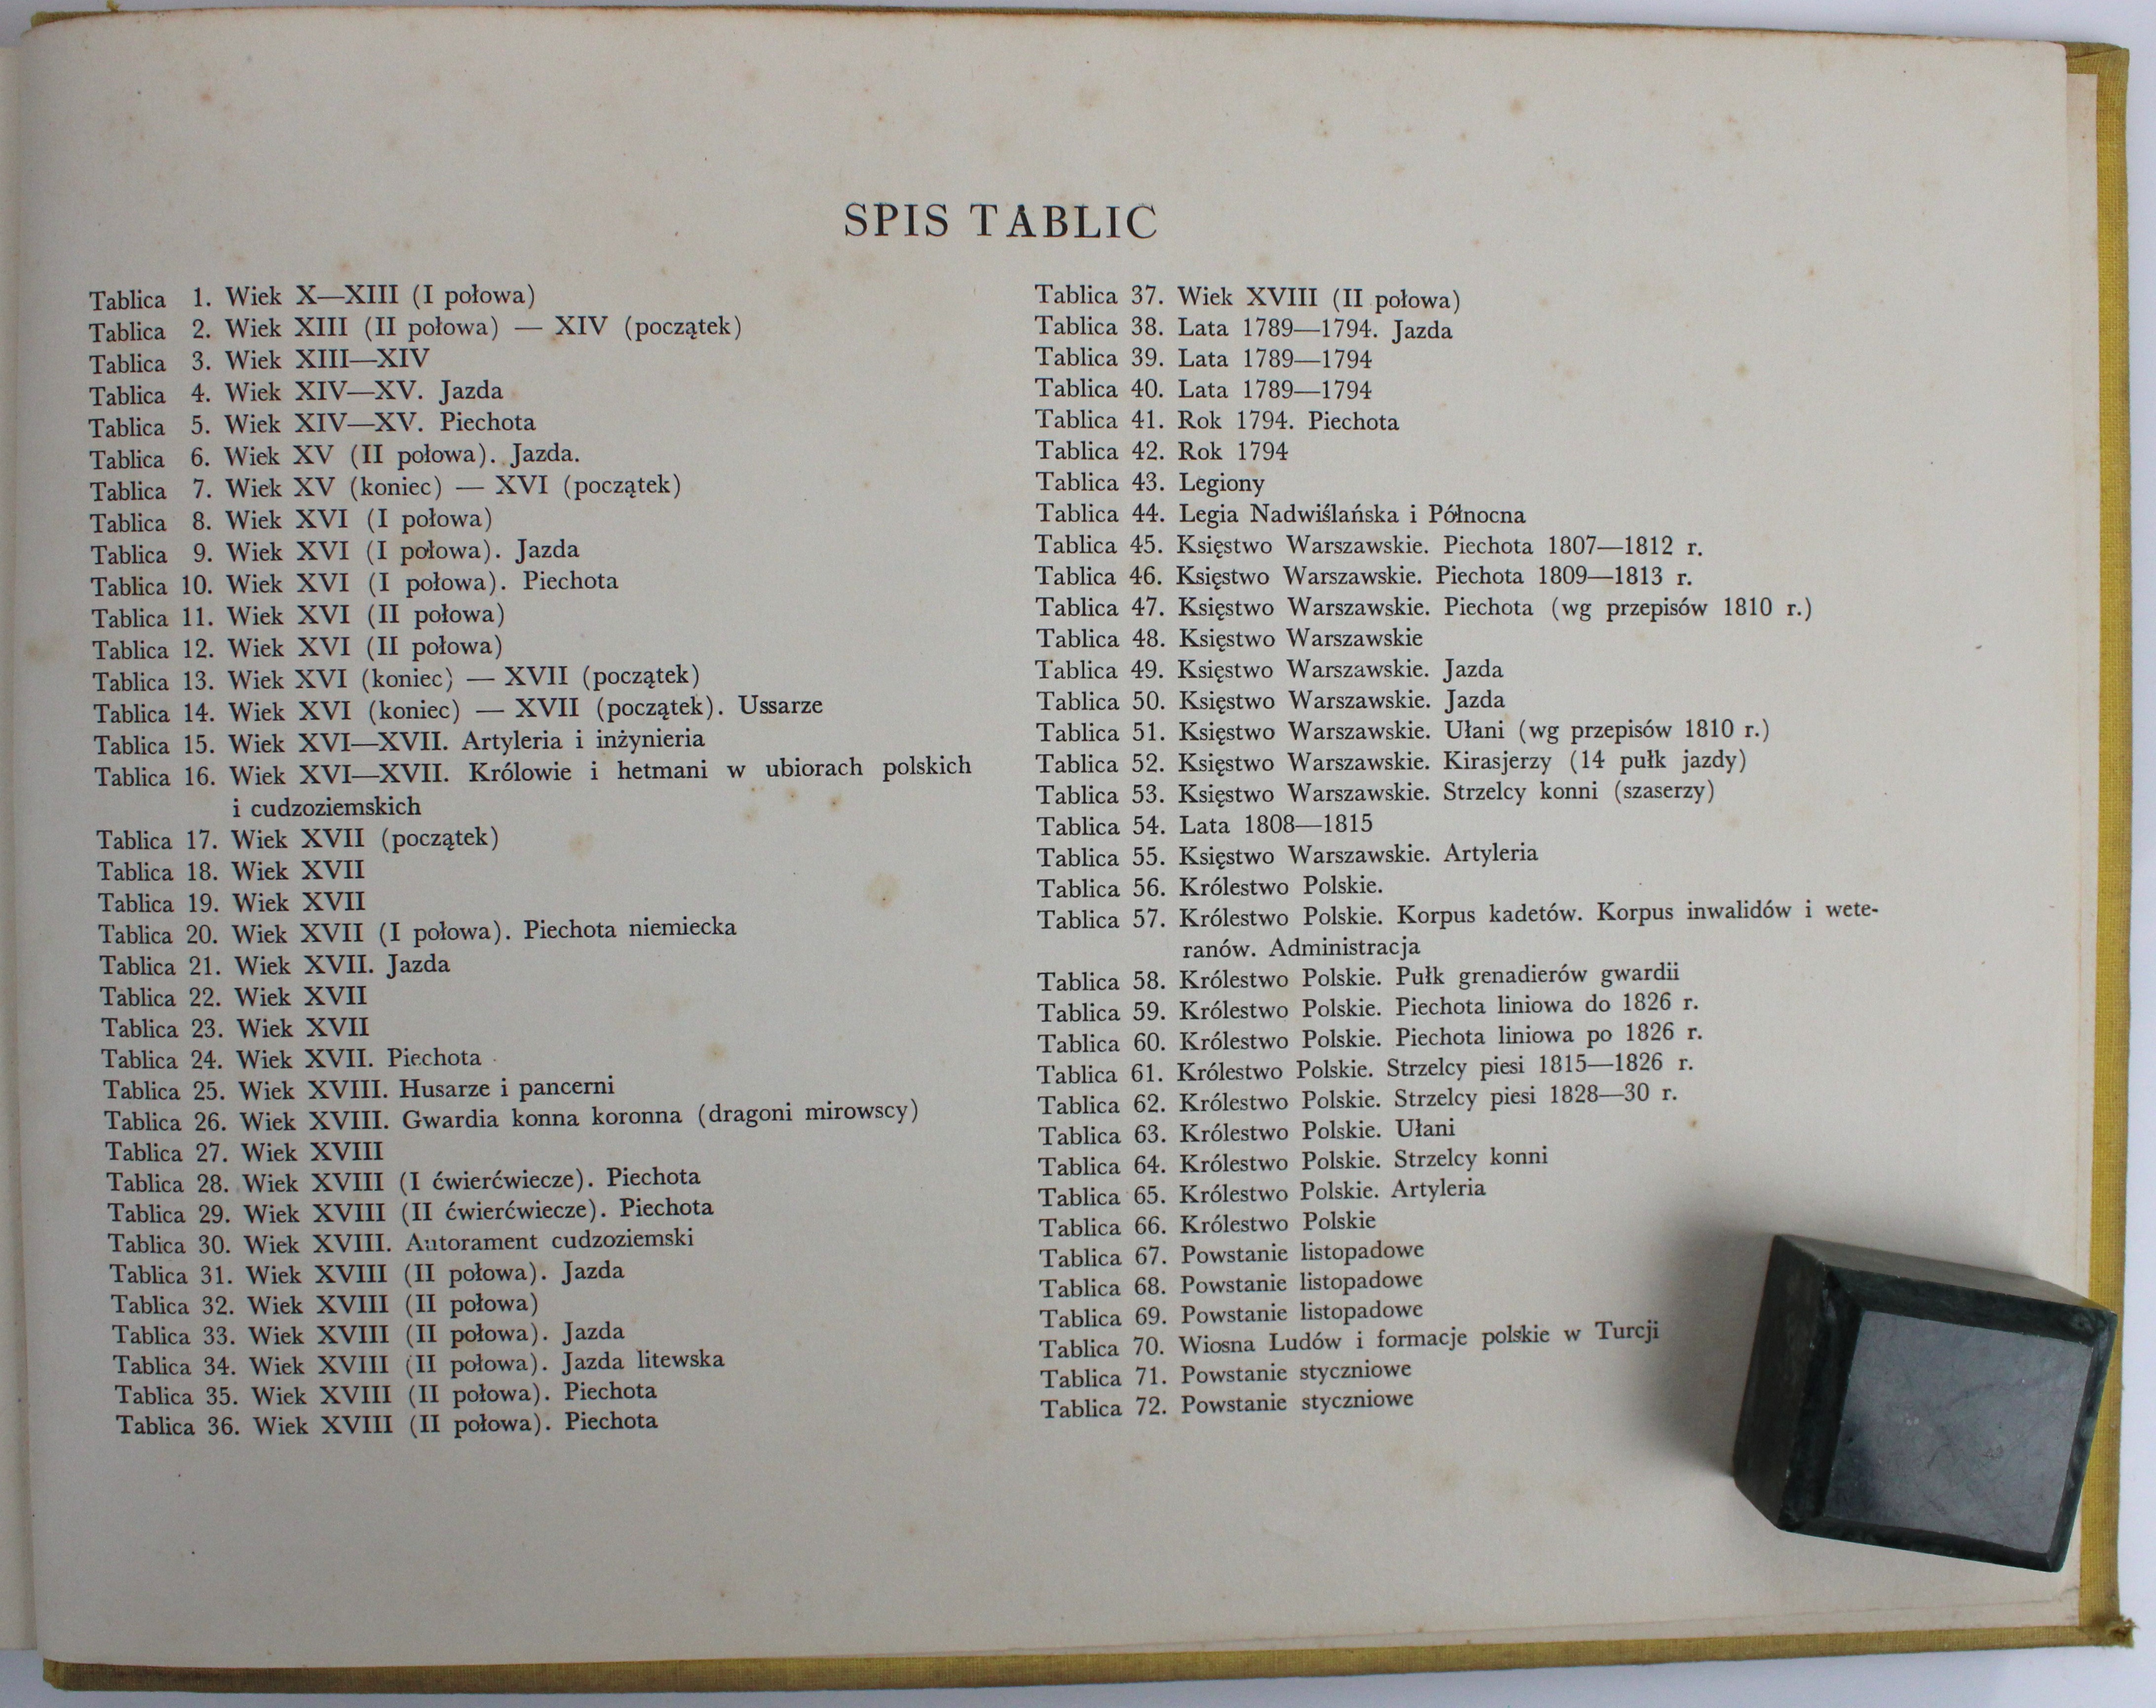 SPIS TABLIC
Tablica 1. Wiek X—XIII (I połowa)
Tablica 2. Wiek XIII (II połowa) — XIV (początek)
Tablica 3. Wiek XIII—XIV
Tablica 4. Wiek XIV—XV. Jazda
Tablica 5. Wiek XIV—XV. Piechota
Tablica 6. Wiek XV (II połowa). Jazda.
Tablica 7. Wiek XV (koniec) — XVI (początek)
Tablica 8. Wiek XVI (I połowa)
Tablica 9. Wiek XVI (I połowa). Jazda
Tablica 10. Wiek XVI (I połowa). Piechota
Tablica 11. Wiek XVI (II połowa)
Tablica 12. Wiek XVI (II połowa)
Tablica 13. Wiek XVI (koniec) — XVII (początek)
Tablica 14. Wiek XVI (koniec) — XVII (początek). Ussarze
Tablica 15. Wiek XVI—XVII. Artyleria i inżynieria
Tablica 16. Wiek XVI—XVII. Królowie i hetmani w ubiorach polskich
i cudzoziemskich
Tablica 17. Wiek XVII (początek)
Tablica 18. Wiek XVII
Tablica 19. Wiek XVII
Tablica 20. Wiek XVII (I połowa). Piechota niemiecka
Tablica 21. Wiek XVII. Jazda
Tablica 22. Wiek XVII
Tablica 23. Wiek XVII
Tablica 24. Wiek XVII. Piechota
Tablica 25. Wiek XVIII. Husarze i pancerni
Tablica 26. Wiek XVIII. Gwardia konna koronna (dragoni mirowscy)
Tablica 27. Wiek XVIII
Tablica 28. Wiek XVIII (I ćwierćwiecze). Piechota
Tablica 29. Wiek XVIII (II ćwierćwiecze). Piechota
Tablica 30. Wiek XVIII. Autorament cudzoziemski
Tablica 31. Wiek XVIII (II połowa). Jazda
Tablica 32. Wiek XVIII (II połowa)
Tablica 33. Wiek XVIII (II połowa). Jazda
Tablica 34. Wiek XVIII (II połowa). Jazda litewska
Tablica 35. Wiek XVIII (II połowa). Piechota
Tablica 36. Wiek XVIII (II połowa). Piechota
Tablica 37. Wiek XVIII (II połowa)
Tablica 38. Lata 1789—1794. Jazda
Tablica 39. Lata 1789—1794
Tablica 40. Lata 1789—1794
Tablica 41. Rok 1794. Piechota
Tablica 42. Rok 1794
Tablica 43. Legiony
Tablica 44. Legia Nadwiślańska i Północna
Tablica 45. Księstwo Warszawskie. Piechota 1807—1812 r.
Tablica 46. Księstwo Warszawskie. Piechota 1809—1813 r.
Tablica 47. Księstwo Warszawskie. Piechota (wg przepisów 1810 r.)
Tablica 48. Księstwo Warszawskie
Tablica 49. Księstwo Warszawskie. Jazda
Tablica 50. Księstwo Warszawskie. Jazda
Tablica 51. Księstwo Warszawskie. Ułani (wg przepisów 1810 r.)
Tablica 52. Księstwo Warszawskie. Kirasjerzy (14 pułk jazdy)
Tablica 53. Księstwo Warszawskie. Strzelcy konni (szaserzy)
Tablica 54. Lata 1808—1815
Tablica 55. Księstwo Warszawskie. Artyleria
Tablica 56. Królestwo Polskie.
Tablica 57. Królestwo Polskie. Korpus kadetów. Korpus inwalidów i wete-
ranów. Administracja
Tablica 58. Królestwo Polskie. Pułk grenadierów gwardii
Tablica 59. Królestwo Polskie. Piechota liniowa do 1826 r.
Tablica 60. Królestwo Polskie. Piechota liniowa po 1826 r.
Tablica 61. Królestwo Polskie. Strzelcy piesi 1815—1826 r.
Tablica 62. Królestwo Polskie. Strzelcy piesi 1828—30 r.
Tablica 63. Królestwo Polskie. Ułani
Tablica 64. Królestwo Polskie. Strzelcy konni
Tablica 65. Królestwo Polskie. Artyleria
Tablica 66. Królestwo Polskie
Tablica 67. Powstanie listopadowe
Tablica 68. Powstanie listopadowe
Tablica 69. Powstanie listopadowe
Tablica 70. Wiosna Ludów i formacje polskie w Turcji
Tablica 71. Powstanie styczniowe
Tablica 72. Powstanie styczniowe